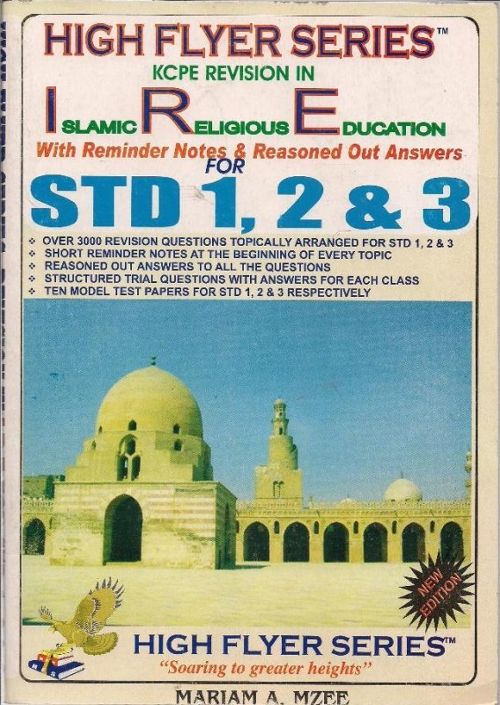 HIGH FLYER SERIES™
KCPE REVISION IN
ISLAMIC RELIGIOUS EDUCATION
With Reminder Notes & Reasoned Out Answers
FOR
STD 1, 2 & 3
❖ OVER 3000 REVISION QUESTIONS TOPICALLY ARRANGED FOR STD 1, 2 & 3
❖ SHORT REMINDER NOTES AT THE BEGINNING OF EVERY TOPIC
❖ REASONED OUT ANSWERS TO ALL THE QUESTIONS
❖ STRUCTURED TRIAL QUESTIONS WITH ANSWERS FOR EACH CLASS
❖ TEN MODEL TEST PAPERS FOR STD 1, 2 & 3 RESPECTIVELY
NEW
EDITION
HIGH FLYER SERIES™
"Soaring to greater heights"
MARIAM A. MZEE